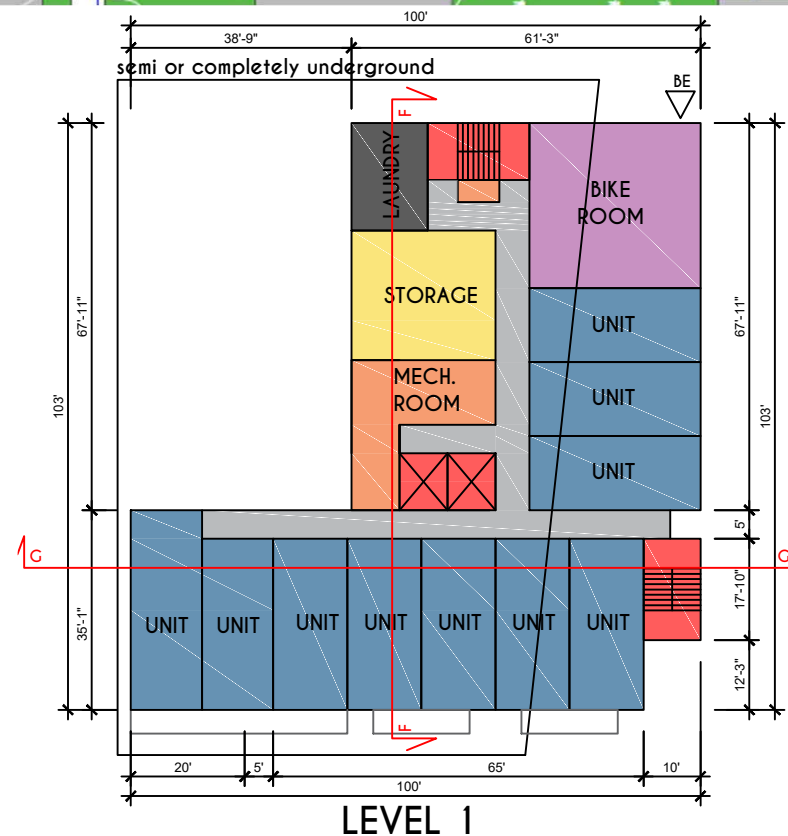 100'
38'-9"
61'-3"
semi or completely underground
BE
F
LAUNDRY
BIKE
ROOM
STORAGE
UNIT
67'-11"
67'-11"
MECH.
ROOM
UNIT
103'
103'
UNIT
5'
G
G
17'-10"
35'-1"
UNIT
UNIT
UNIT
UNIT
UNIT
UNIT
UNIT
12'-3"
F
20'
5'
65'
10'
100'
LEVEL 1